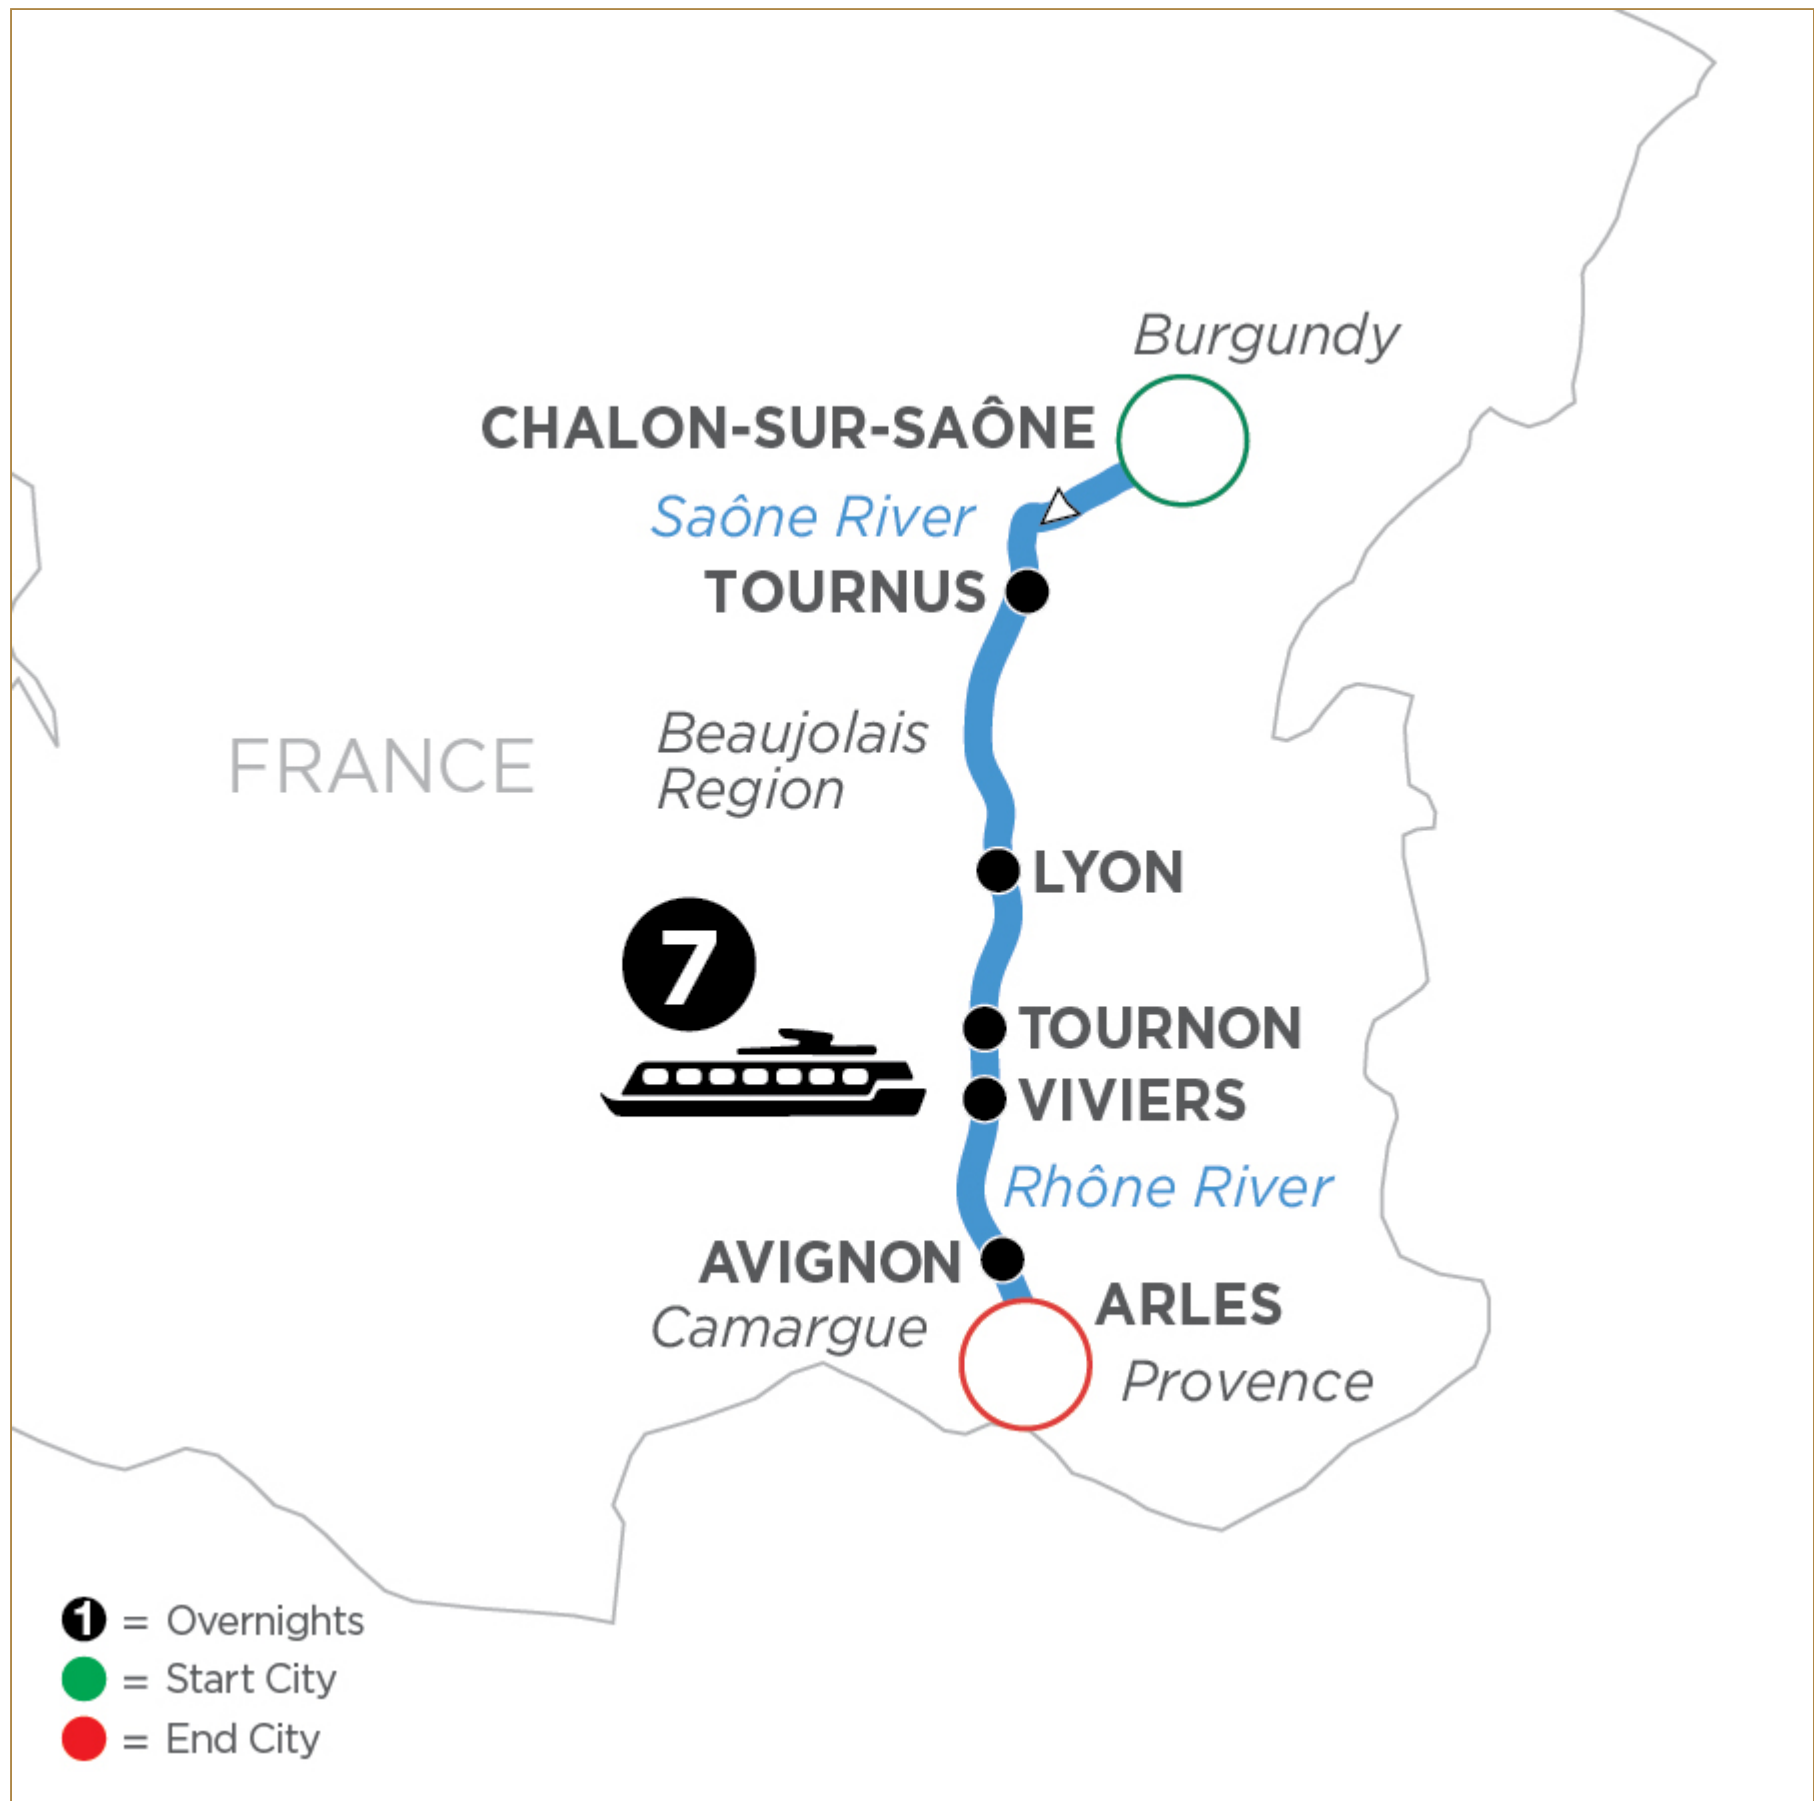 Burgundy
CHALON-SUR-SAÔNE
Saône River
TOURNUS
Beaujolais
Region
FRANCE
LYON
7
TOURNON
VIVIERS
Rhône River
AVIGNON
ARLES
Camargue
Provence
1 = Overnights
= Start City
= End City